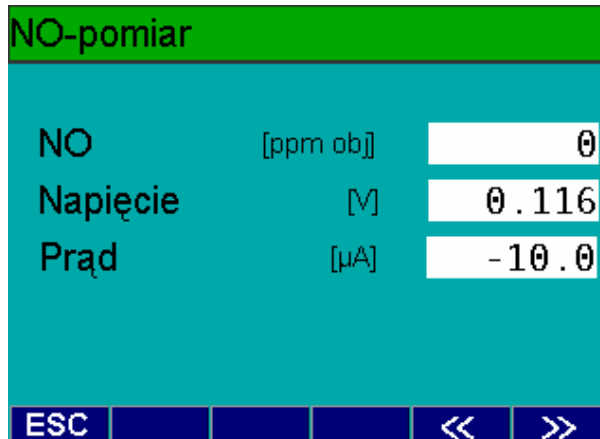 NO-pomiar
NO [ppm obj] 0
Napięcie [V] 0.116
Prąd [µA] -10.0
ESC << >>